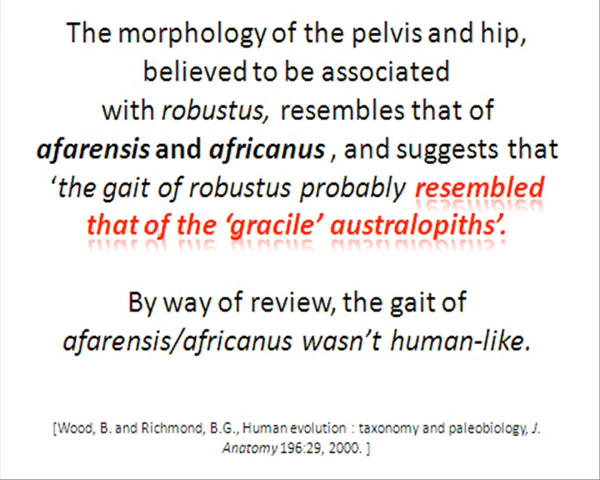 The morphology of the pelvis and hip,
believed to be associated
with robustus, resembles that of
afarensis and africanus , and suggests that
‘the gait of robustus probably resembled
that of the ‘gracile’ australopiths’.
By way of review, the gait of
afarensis/africanus wasn’t human-like.
[Wood, B. and Richmond, B.G., Human evolution : taxonomy and paleobiology, J.
Anatomy 196:29, 2000. ]